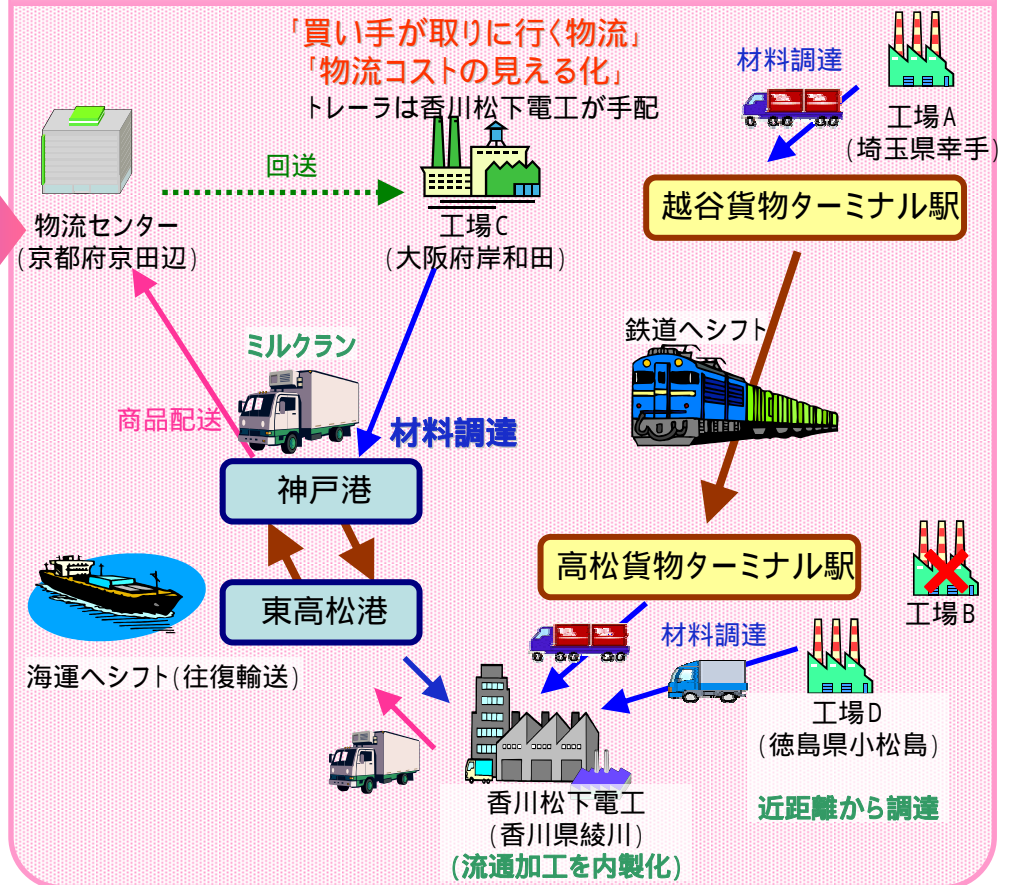 「買い手が取りに行く物流」
「物流コストの見える化」
トレーラは香川松下電工が手配
材料調達
工場A
(埼玉県幸手)
回送
越谷貨物ターミナル駅
物流センター
(京都府京田辺)
工場C
(大阪府岸和田)
鉄道へシフト
ミルクラン
商品配送
材料調達
神戸港
高松貨物ターミナル駅
工場B
東高松港
材料調達
海運へシフト(往復輸送)
工場D
(徳島県小松島)
近距離から調達
香川松下電工
(香川県綾川)
(流通加工を内製化)